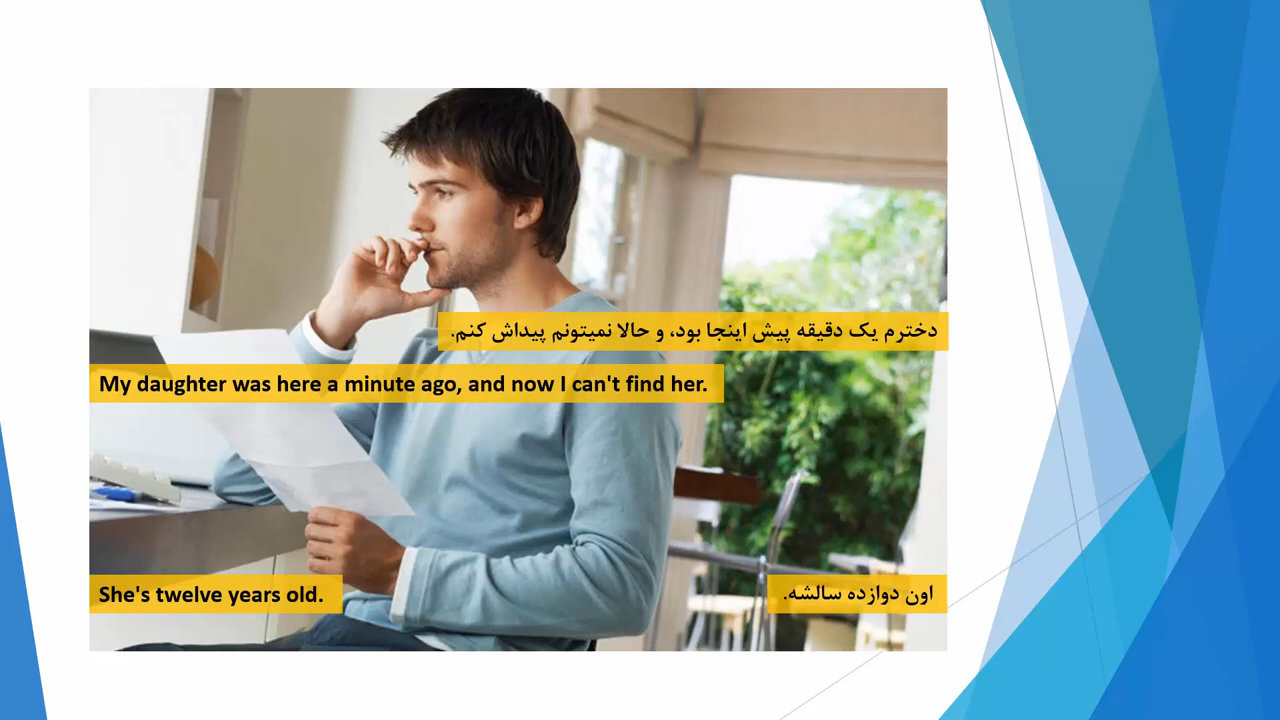 دخترم یک دقیقه پیش اینجا بود، و حالا نمیتونم پیداش کنم.
My daughter was here a minute ago, and now I can't find her.
She's twelve years old.
اون دوازده سالشه.